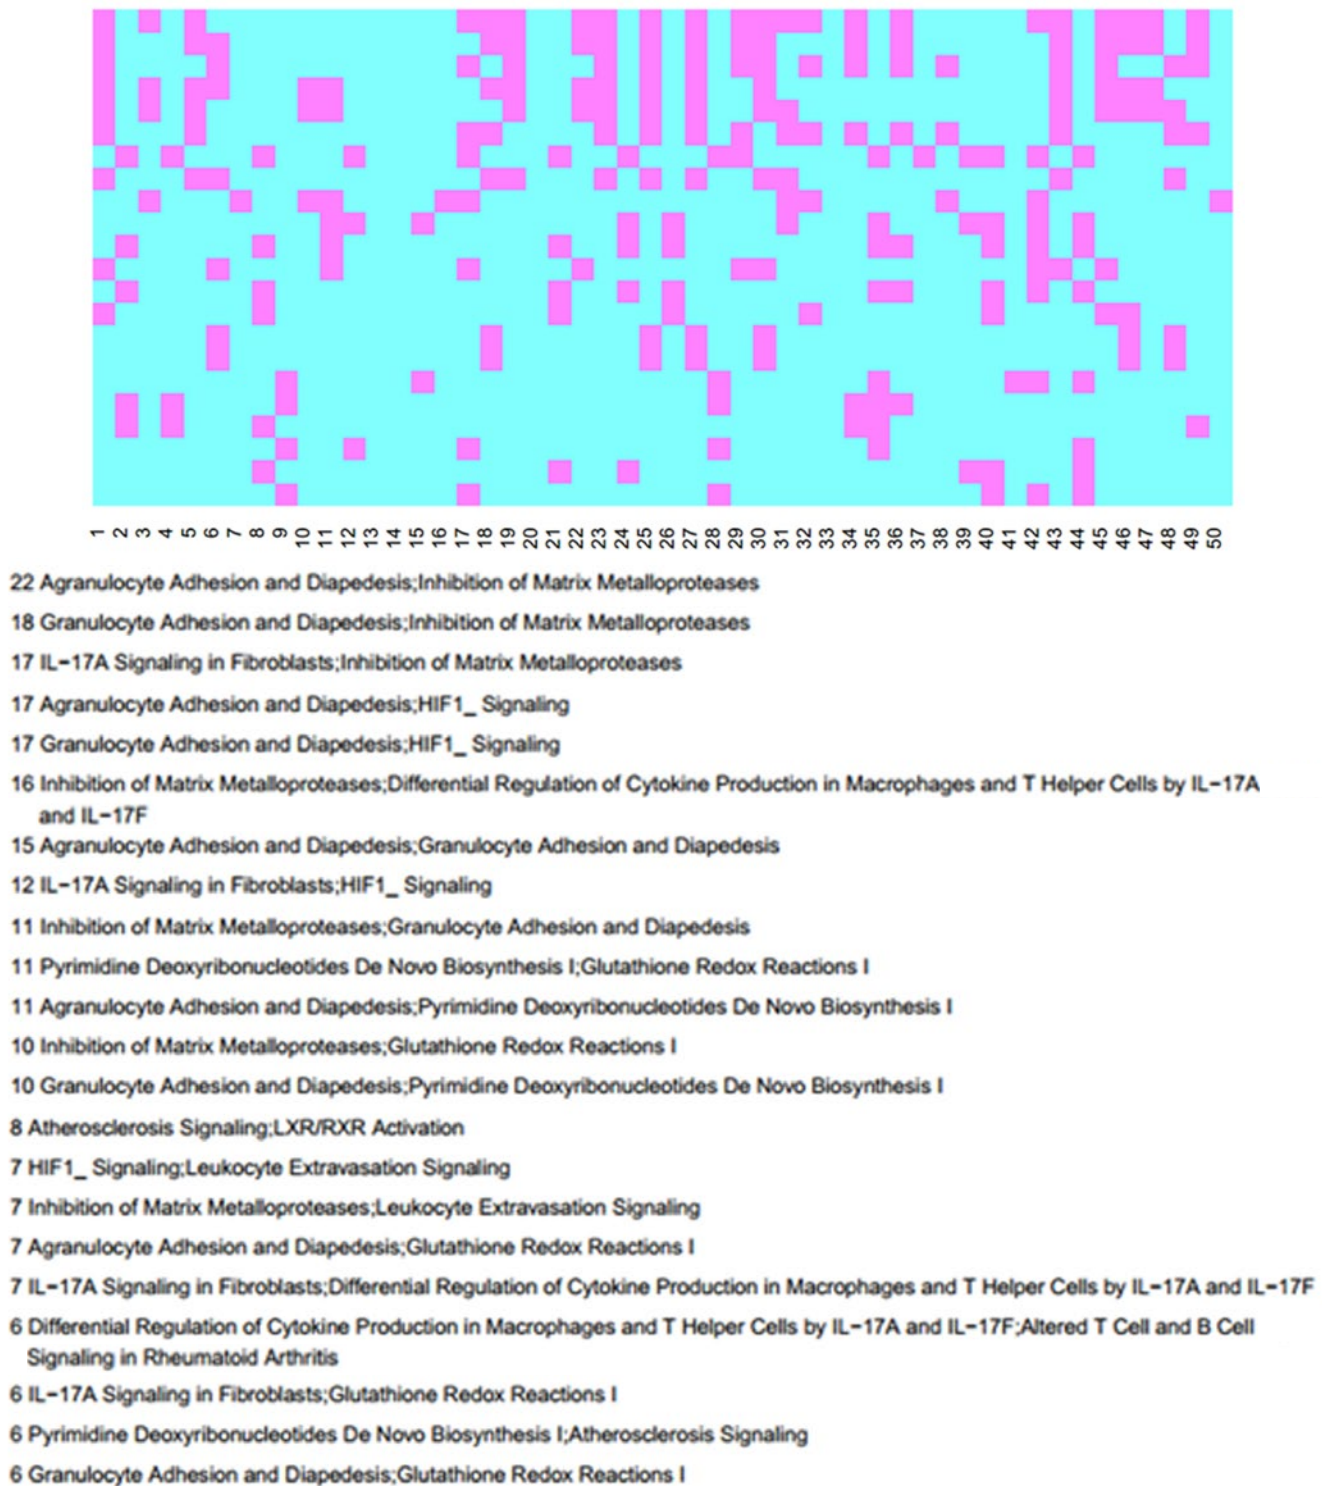 1 2 3 4 5 6 7 8 9 10 11 12 13 14 15 16 17 18 19 20 21 22 23 24 25 26 27 28 29 30 31 32 33 34 35 36 37 38 39 40 41 42 43 44 45 46 47 48 49 50
22 Agranulocyte Adhesion and Diapedesis;Inhibition of Matrix Metalloproteases
18 Granulocyte Adhesion and Diapedesis;Inhibition of Matrix Metalloproteases
17 IL−17A Signaling in Fibroblasts;Inhibition of Matrix Metalloproteases
17 Agranulocyte Adhesion and Diapedesis;HIF1_ Signaling
17 Granulocyte Adhesion and Diapedesis;HIF1_ Signaling
16 Inhibition of Matrix Metalloproteases;Differential Regulation of Cytokine Production in Macrophages and T Helper Cells by IL−17A
and IL−17F
15 Agranulocyte Adhesion and Diapedesis;Granulocyte Adhesion and Diapedesis
12 IL−17A Signaling in Fibroblasts;HIF1_ Signaling
11 Inhibition of Matrix Metalloproteases;Granulocyte Adhesion and Diapedesis
11 Pyrimidine Deoxyribonucleotides De Novo Biosynthesis I;Glutathione Redox Reactions I
11 Agranulocyte Adhesion and Diapedesis;Pyrimidine Deoxyribonucleotides De Novo Biosynthesis I
10 Inhibition of Matrix Metalloproteases;Glutathione Redox Reactions I
10 Granulocyte Adhesion and Diapedesis;Pyrimidine Deoxyribonucleotides De Novo Biosynthesis I
8 Atherosclerosis Signaling;LXR/RXR Activation
7 HIF1_ Signaling;Leukocyte Extravasation Signaling
7 Inhibition of Matrix Metalloproteases;Leukocyte Extravasation Signaling
7 Agranulocyte Adhesion and Diapedesis;Glutathione Redox Reactions I
7 IL−17A Signaling in Fibroblasts;Differential Regulation of Cytokine Production in Macrophages and T Helper Cells by IL−17A and IL−17F
6 Differential Regulation of Cytokine Production in Macrophages and T Helper Cells by IL−17A and IL−17F;Altered T Cell and B Cell
Signaling in Rheumatoid Arthritis
6 IL−17A Signaling in Fibroblasts;Glutathione Redox Reactions I
6 Pyrimidine Deoxyribonucleotides De Novo Biosynthesis I;Atherosclerosis Signaling
6 Granulocyte Adhesion and Diapedesis;Glutathione Redox Reactions I